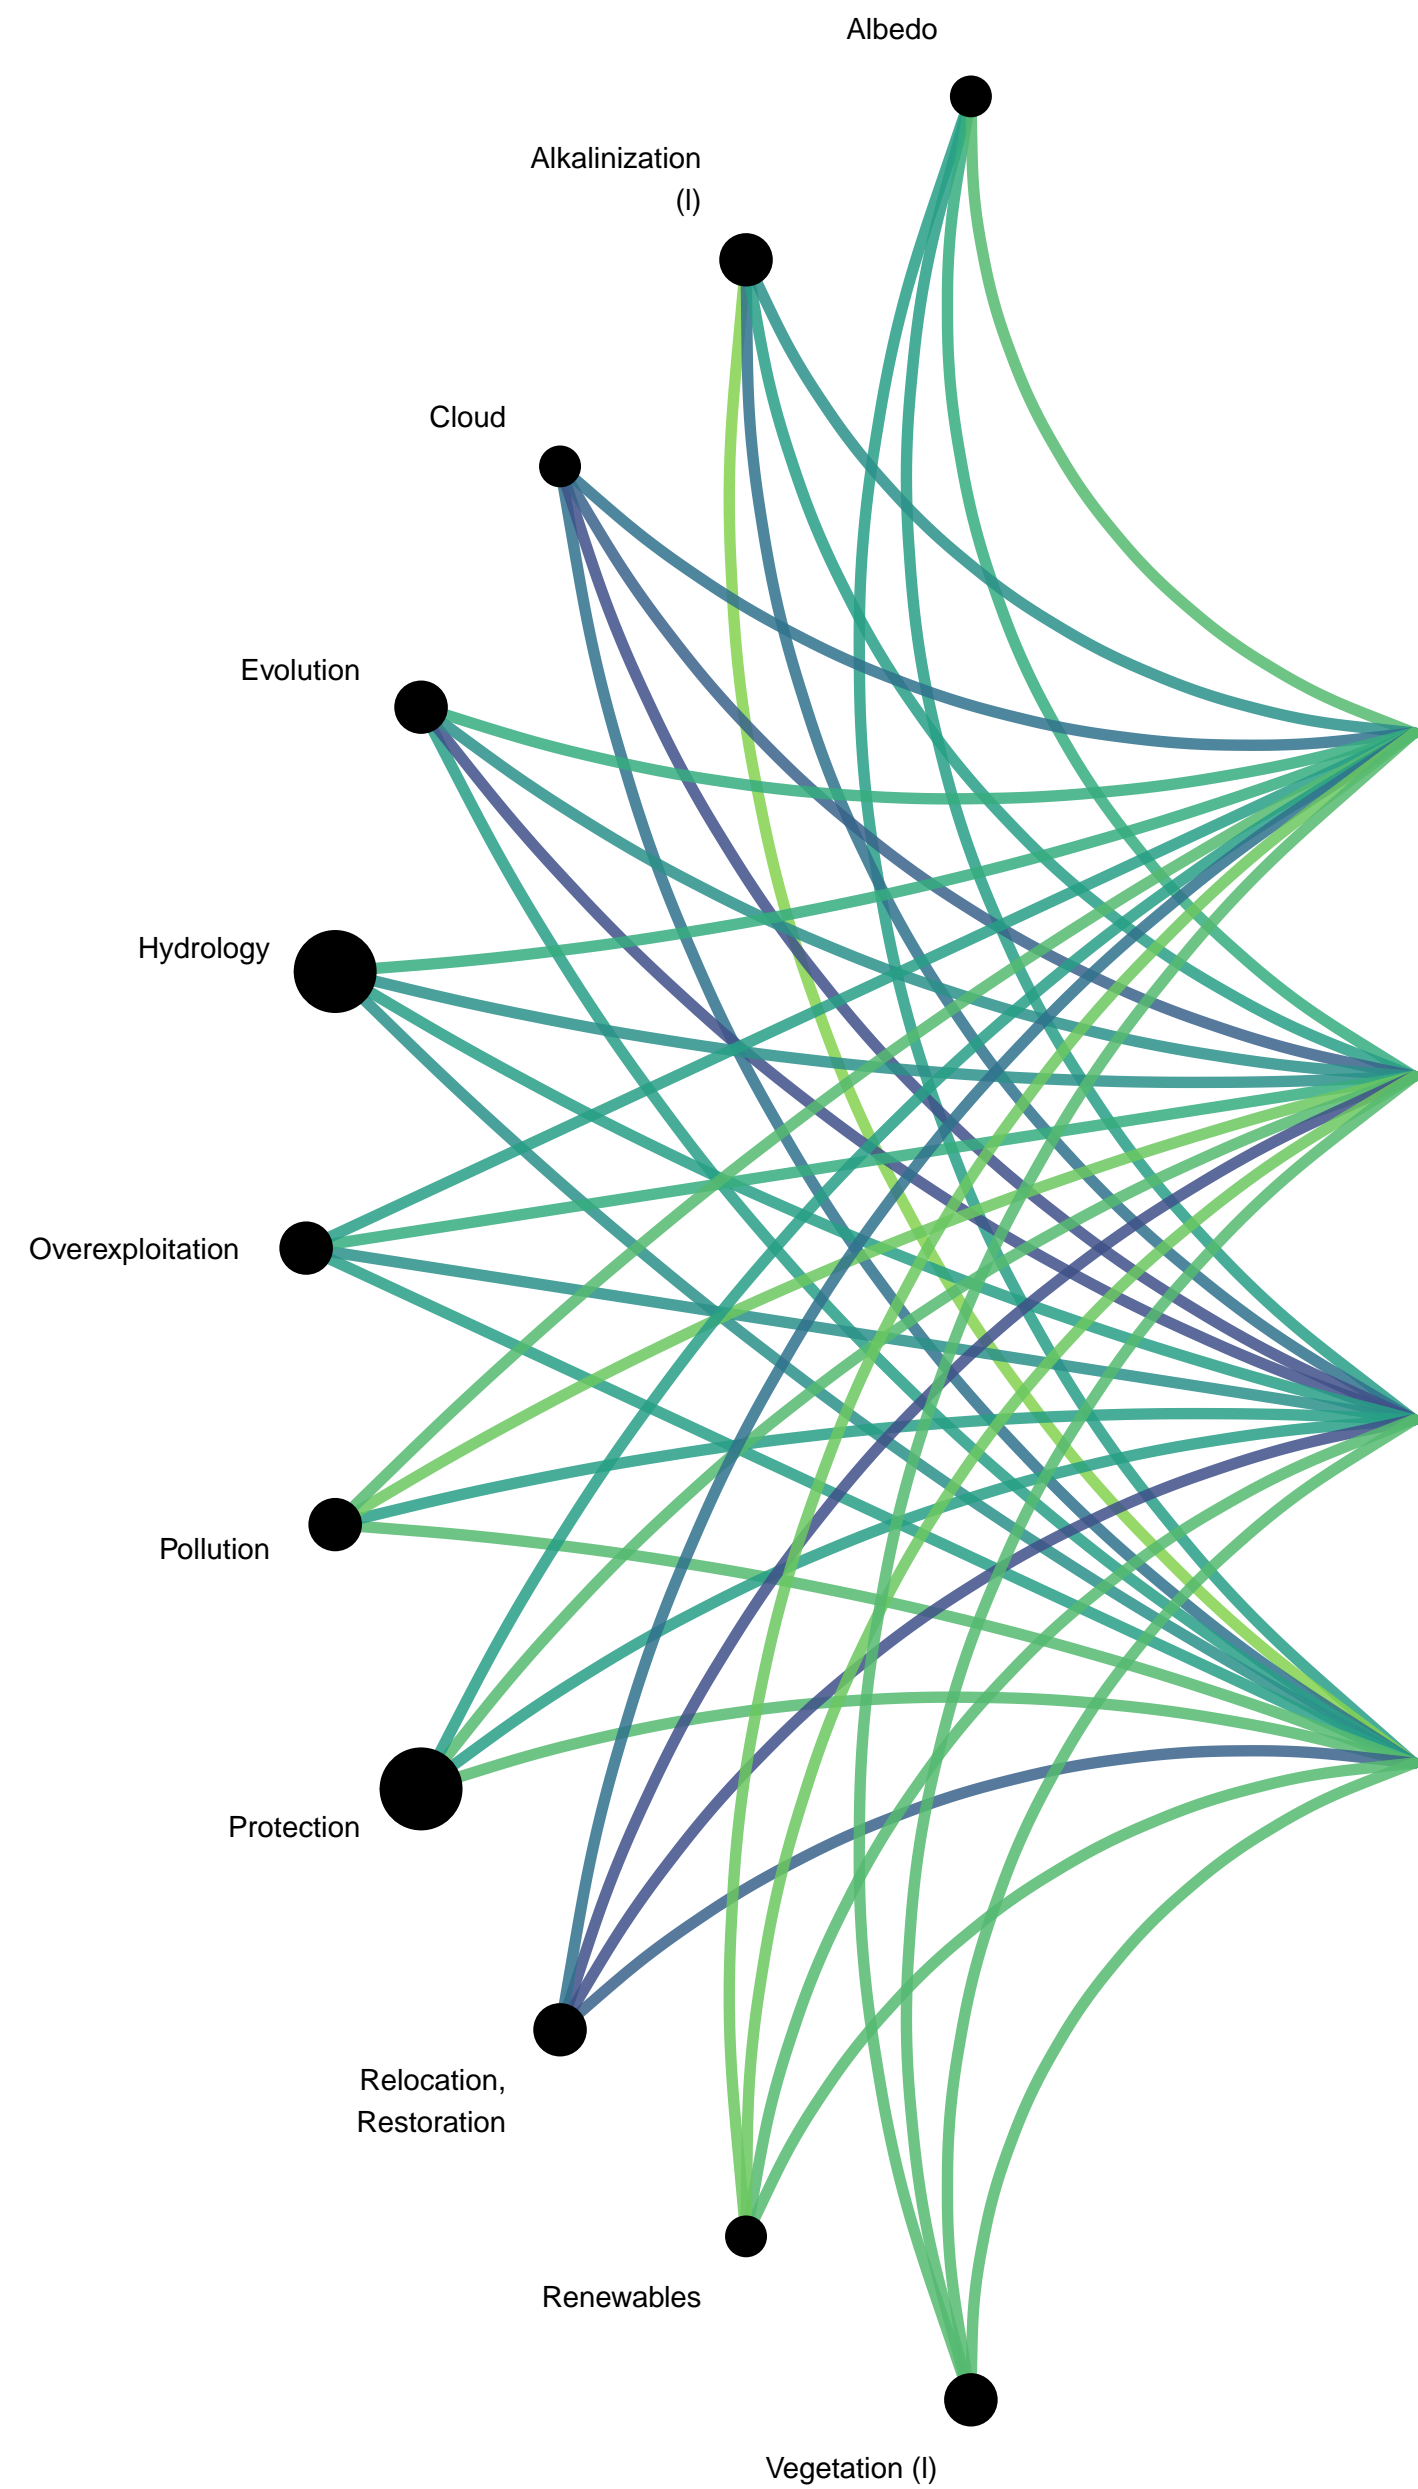 Albedo
Alkalinization
(l)
Cloud
Evolution
Hydrology
Overexploitation
Pollution
Protection
Relocation,
Restoration
Renewables
Vegetation (l)